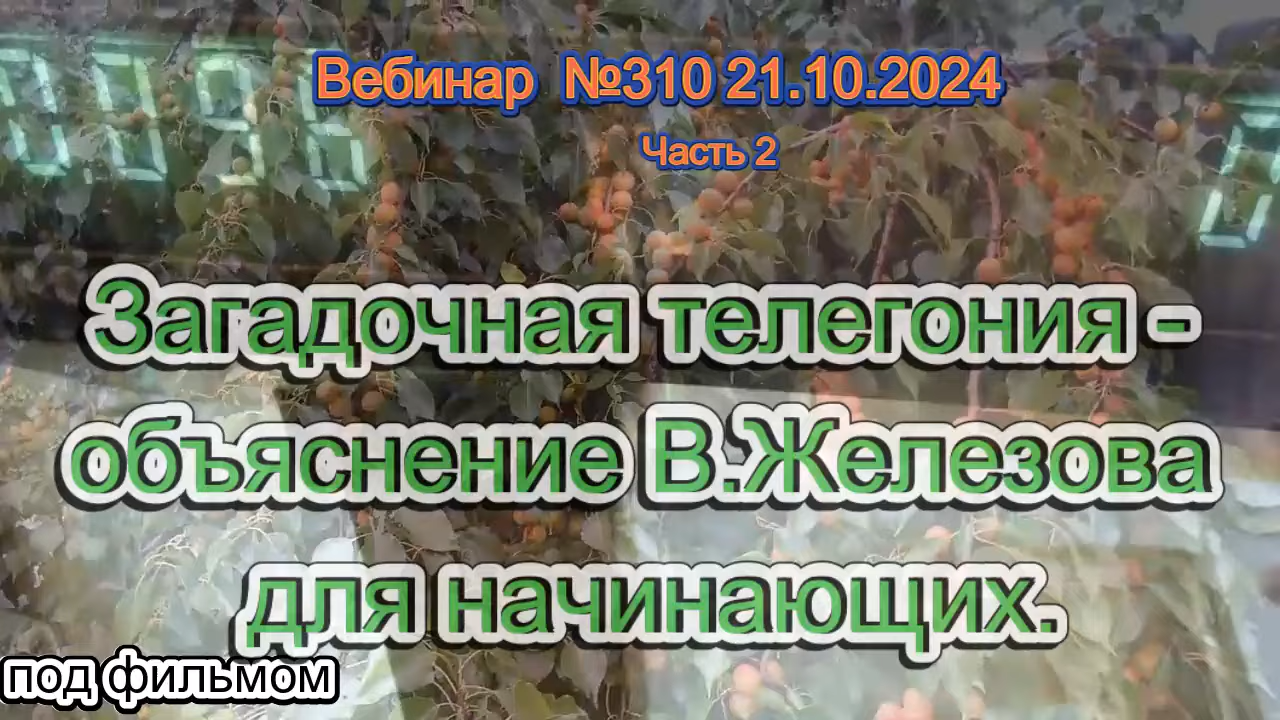 Вебинар №310 21.10.2024
Часть 2
Загадочная телегония -
объяснение В.Железова
для начинающих.
под фильмом